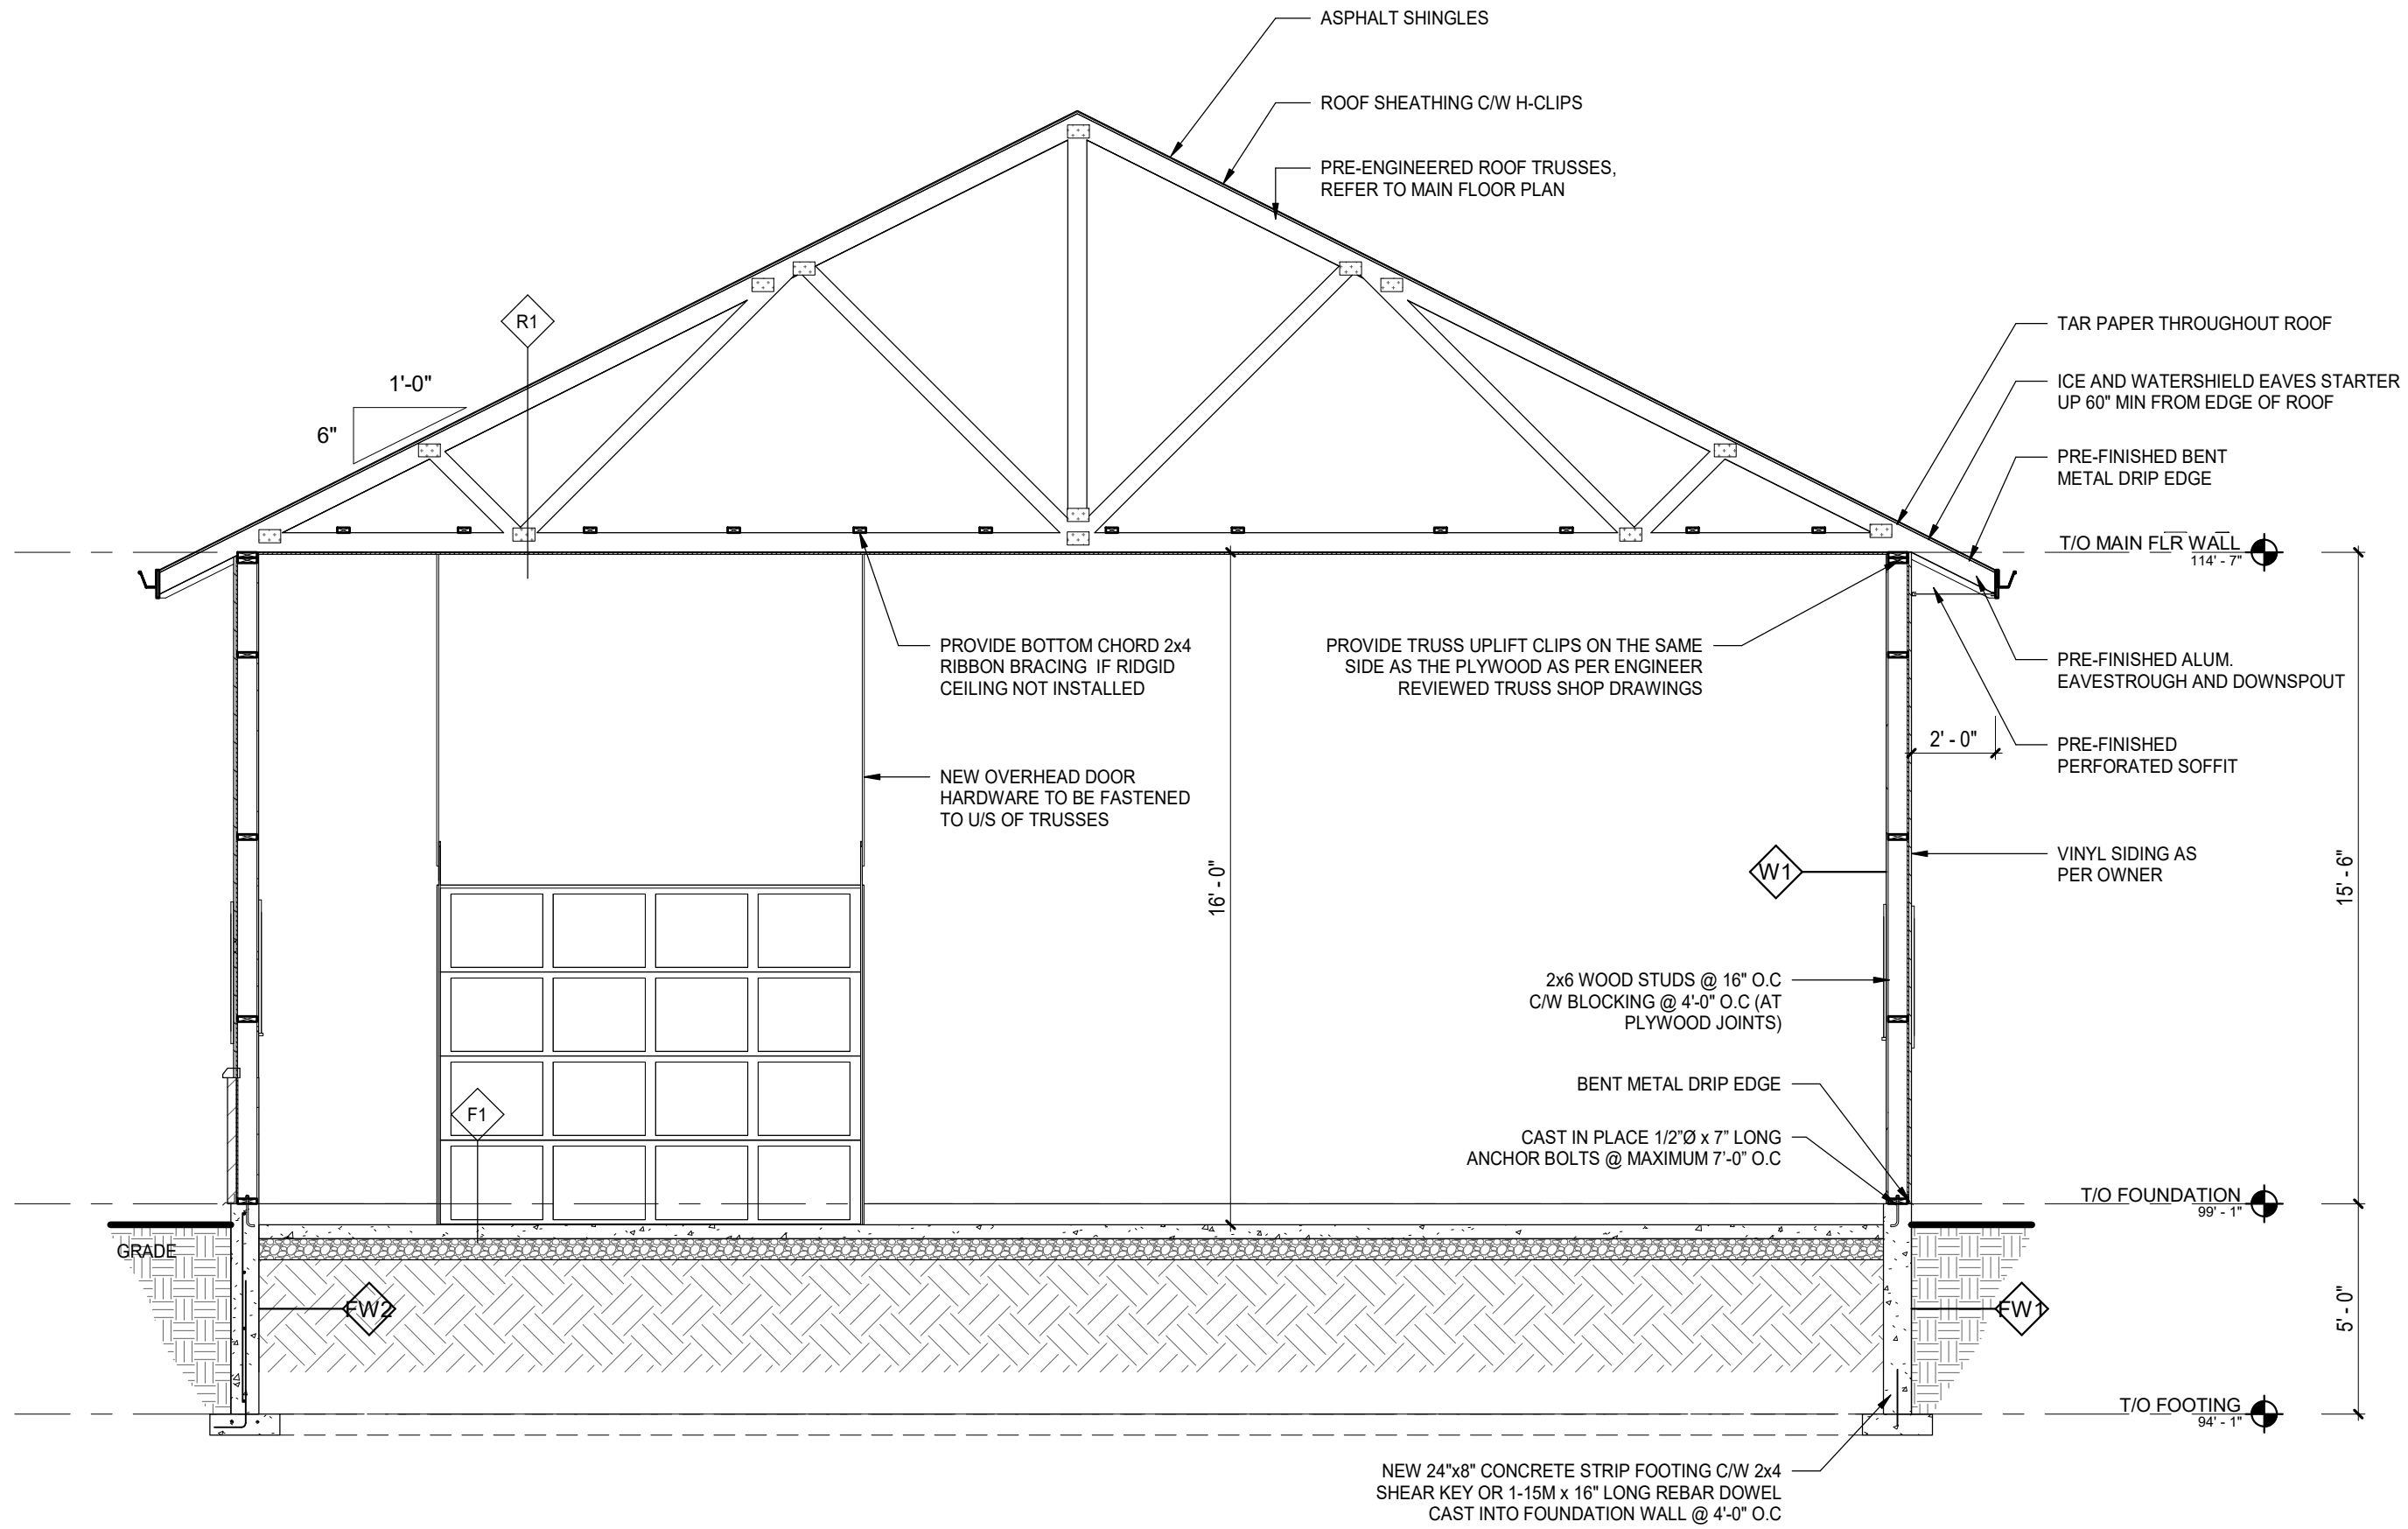 ASPHALT SHINGLES
ROOF SHEATHING C/W H-CLIPS
PRE-ENGINEERED ROOF TRUSSES,
REFER TO MAIN FLOOR PLAN
R1
TAR PAPER THROUGHOUT ROOF
1'-0"
6"
ICE AND WATERSHIELD EAVES STARTER
UP 60" MIN FROM EDGE OF ROOF
PRE-FINISHED BENT
METAL DRIP EDGE
T/O MAIN FLR WALL
114' - 7"
PROVIDE BOTTOM CHORD 2x4
RIBBON BRACING IF RIDGID
CEILING NOT INSTALLED
PROVIDE TRUSS UPLIFT CLIPS ON THE SAME
SIDE AS THE PLYWOOD AS PER ENGINEER
REVIEWED TRUSS SHOP DRAWINGS
PRE-FINISHED ALUM.
EAVESTROUGH AND DOWNSPOUT
2' - 0"
PRE-FINISHED
PERFORATED SOFFIT
NEW OVERHEAD DOOR
HARDWARE TO BE FASTENED
TO U/S OF TRUSSES
16' - 0"
W1
VINYL SIDING AS
PER OWNER
15' - 6"
2x6 WOOD STUDS @ 16" O.C
C/W BLOCKING @ 4'-0" O.C (AT
PLYWOOD JOINTS)
BENT METAL DRIP EDGE
F1
CAST IN PLACE 1/2”Ø x 7” LONG
ANCHOR BOLTS @ MAXIMUM 7’-0” O.C
T/O FOUNDATION
99' - 1"
GRADE
FW2
FW1
5' - 0"
T/O FOOTING
94' - 1"
NEW 24"x8" CONCRETE STRIP FOOTING C/W 2x4
SHEAR KEY OR 1-15M x 16" LONG REBAR DOWEL
CAST INTO FOUNDATION WALL @ 4'-0" O.C